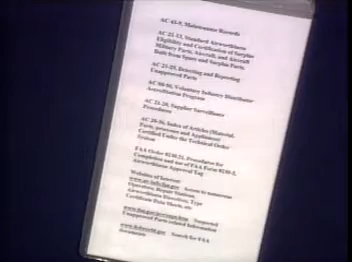 AC 43-9, Maintenance Records
AC 21-13, Standard Airworthiness
Eligibility and Certification of Surplus
Military Parts, Aircraft, and Aircraft
Built from Spare and Surplus Parts
AC 21-29, Detecting and Reporting
Unapproved Parts
AC 00-56, Voluntary Industry Distributor
Accreditation Program
AC 21-20, Supplier Surveillance
Procedures
AC 20-36, Index of Articles (Material,
Parts, processes and Appliances)
Certified Under the Technical Order
System
FAA Order 8130.21, Procedures for
Completion and use of FAA Form 8130-3,
Airworthiness Approval Tag
Websites of Interest
Access to numerous
Operators, Repair Stations,
Airworthiness Directives, Type
Certificate Data Sheets, etc
Suspected
Unapproved Parts related information
Search for FAA
documents